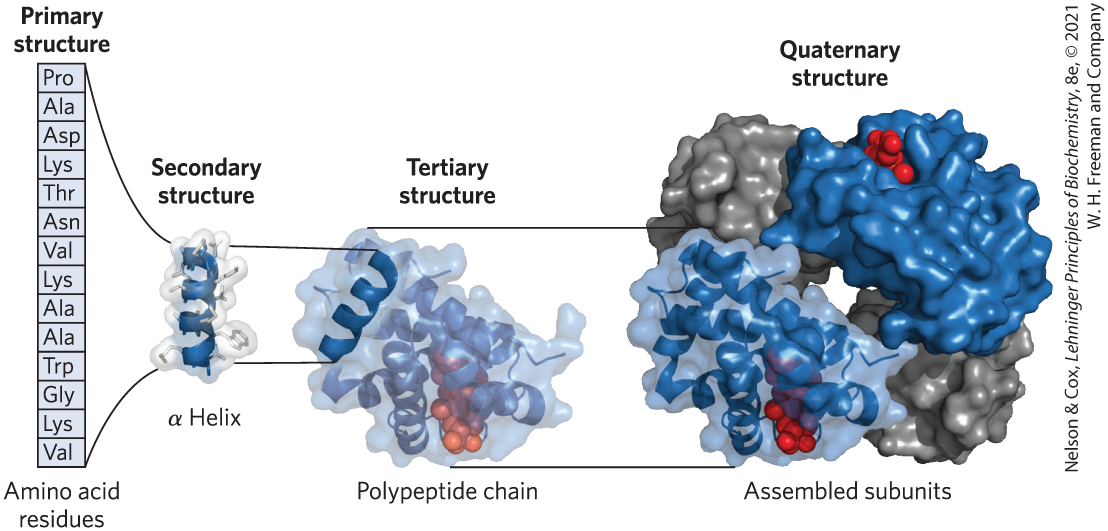 Primary
structure
Pro
Ala
Asp
Lys
Thr
Asn
Val
Lys
Ala
Ala
Trp
Gly
Lys
Val
Amino acid
residues
Secondary
structure
α Helix
Tertiary
structure
Polypeptide chain
Quaternary
structure
Assembled subunits
Nelson & Cox, Lehninger Principles of Biochemistry, 8e, © 2021
W. H. Freeman and Company